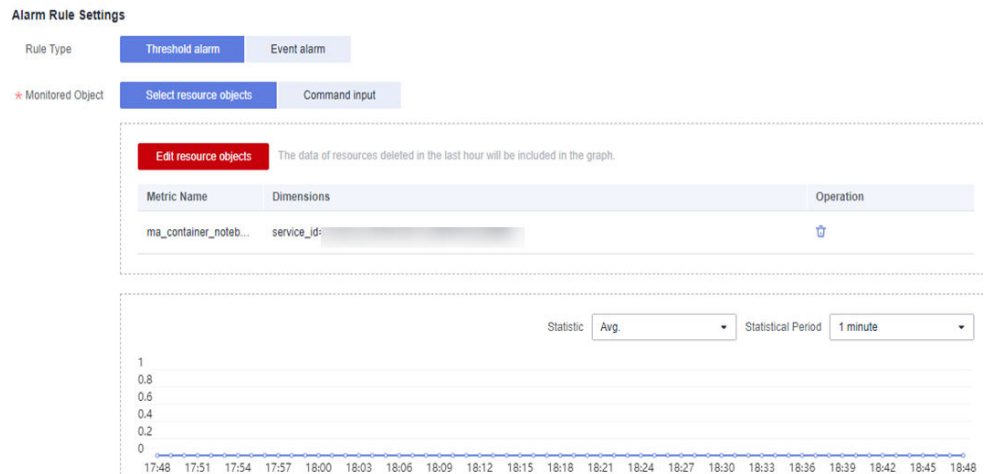 Alarm Rule Settings
Rule Type Threshold alarm Event alarm
* Monitored Object Select resource objects Command input
Edit resource objects The data of resources deleted in the last hour will be included in the graph.
Metric Name Dimensions Operation
ma_container_noteb... service_id=
Statistic Avg. Statistical Period 1 minute
1
0.8
0.6
0.4
0.2
0
17:48 17:51 17:54 17:57 18:00 18:03 18:06 18:09 18:12 18:15 18:18 18:21 18:24 18:27 18:30 18:33 18:36 18:39 18:42 18:45 18:48